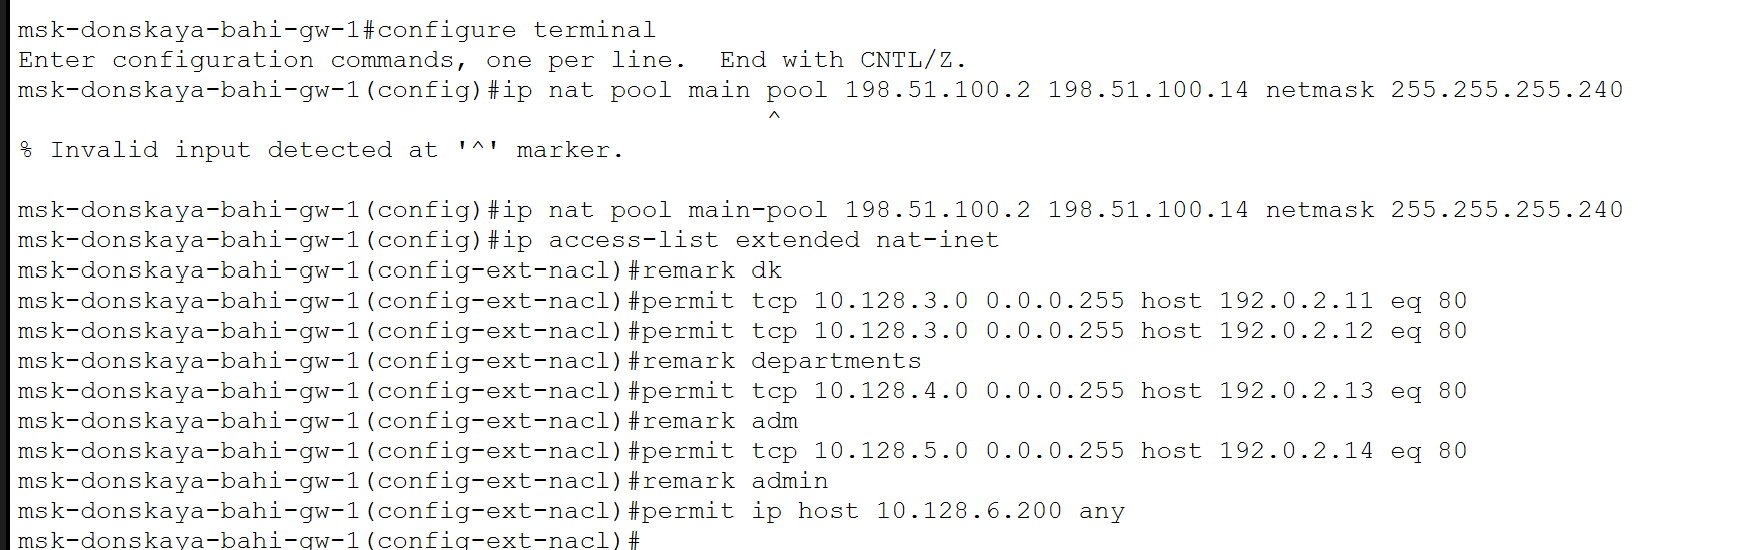 msk-donskaya-bahi-gw-1#configure terminal
Enter configuration commands, one per line.  End with CNTL/Z.
msk-donskaya-bahi-gw-1(config)#ip nat pool main pool 198.51.100.2 198.51.100.14 netmask 255.255.255.240
^
% Invalid input detected at '^' marker.
msk-donskaya-bahi-gw-1(config)#ip nat pool main-pool 198.51.100.2 198.51.100.14 netmask 255.255.255.240
msk-donskaya-bahi-gw-1(config)#ip access-list extended nat-inet
msk-donskaya-bahi-gw-1(config-ext-nacl)#remark dk
msk-donskaya-bahi-gw-1(config-ext-nacl)#permit tcp 10.128.3.0 0.0.0.255 host 192.0.2.11 eq 80
msk-donskaya-bahi-gw-1(config-ext-nacl)#permit tcp 10.128.3.0 0.0.0.255 host 192.0.2.12 eq 80
msk-donskaya-bahi-gw-1(config-ext-nacl)#remark departments
msk-donskaya-bahi-gw-1(config-ext-nacl)#permit tcp 10.128.4.0 0.0.0.255 host 192.0.2.13 eq 80
msk-donskaya-bahi-gw-1(config-ext-nacl)#remark adm
msk-donskaya-bahi-gw-1(config-ext-nacl)#permit tcp 10.128.5.0 0.0.0.255 host 192.0.2.14 eq 80
msk-donskaya-bahi-gw-1(config-ext-nacl)#remark admin
msk-donskaya-bahi-gw-1(config-ext-nacl)#permit ip host 10.128.6.200 any
msk-donskaya-bahi-gw-1(config-ext-nacl)#